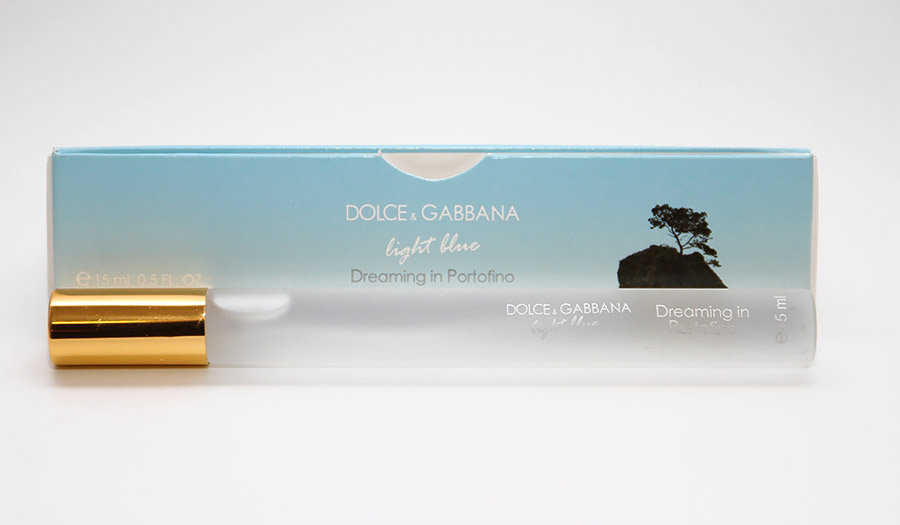 DOLCE & GABBANA
light blue
Dreaming in Portofino
℮ 15 ml 0.5 FL. OZ
DOLCE & GABBANA
light blue
Dreaming in
Portofino
℮ 5 ml